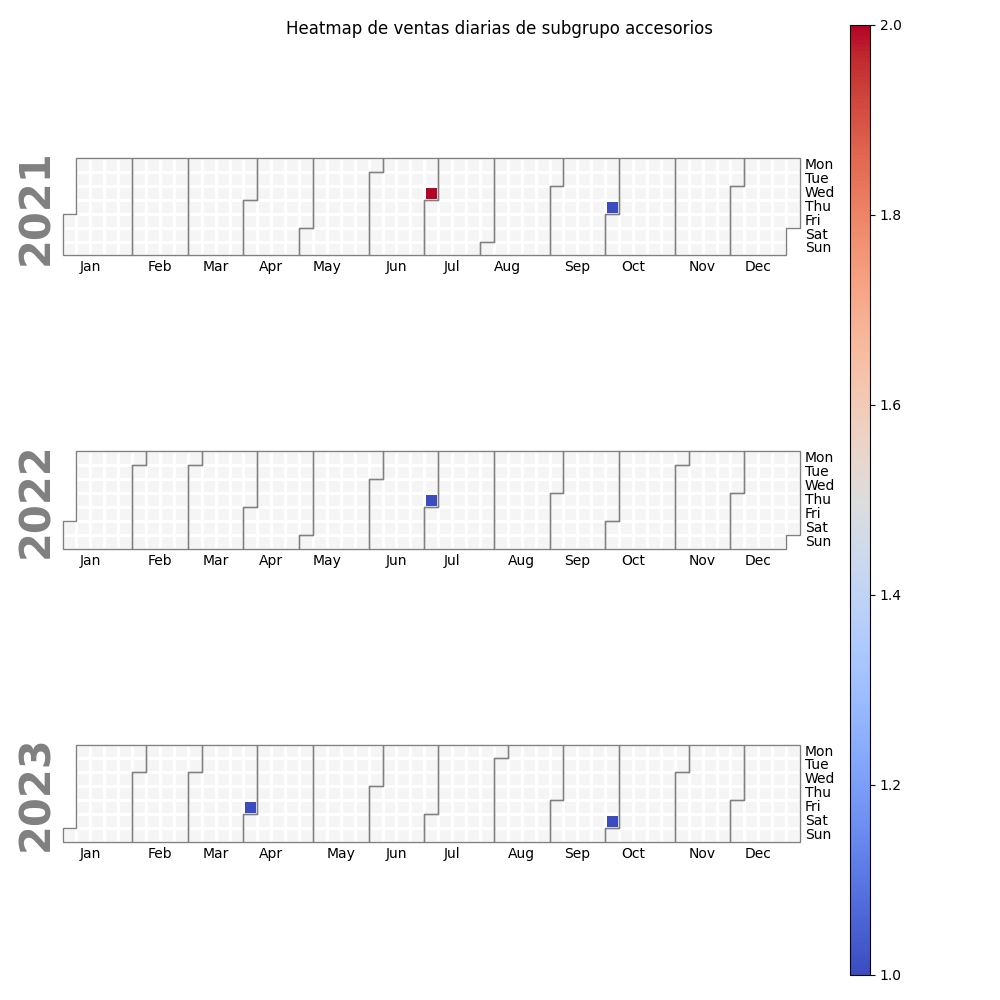 Heatmap de ventas diarias de subgrupo accesorios
2021
Mon
Tue
Wed
Thu
Fri
Sat
Sun
Jan Feb Mar Apr May Jun Jul Aug Sep Oct Nov Dec
2022
Mon
Tue
Wed
Thu
Fri
Sat
Sun
Jan Feb Mar Apr May Jun Jul Aug Sep Oct Nov Dec
2023
Mon
Tue
Wed
Thu
Fri
Sat
Sun
Jan Feb Mar Apr May Jun Jul Aug Sep Oct Nov Dec
2.0
1.8
1.6
1.4
1.2
1.0